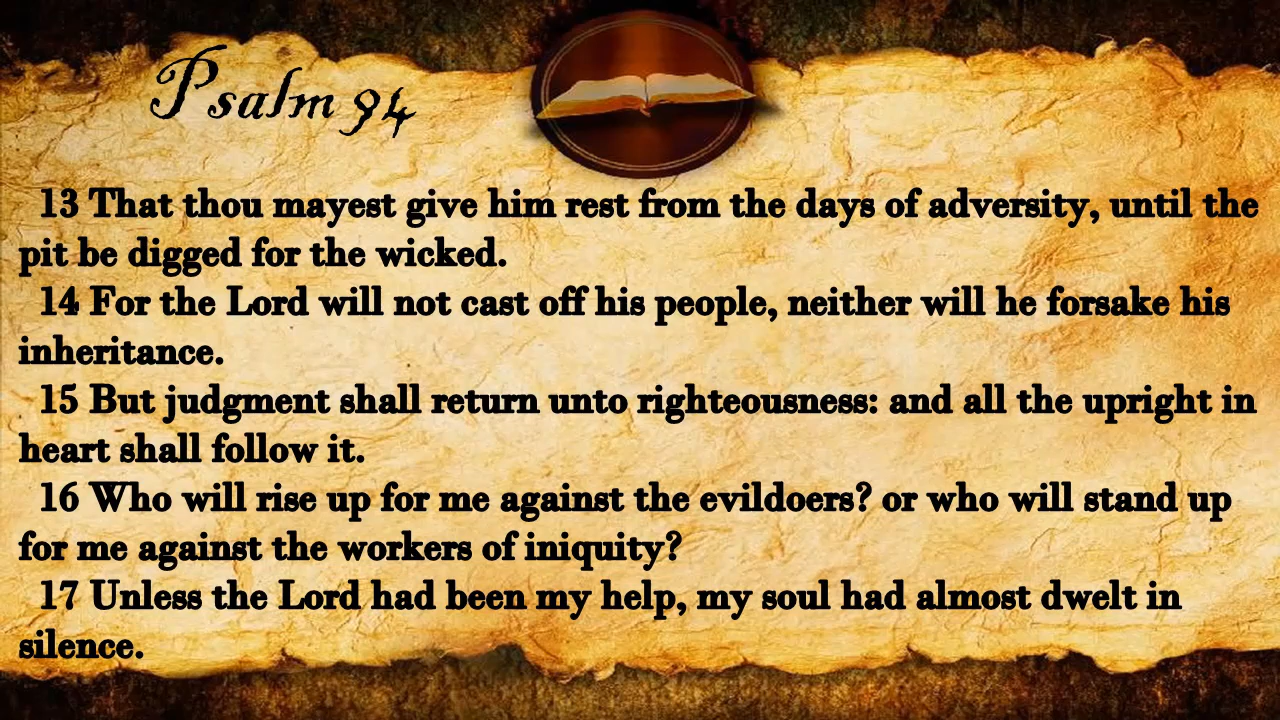 Psalm 94
13 That thou mayest give him rest from the days of adversity, until the
pit be digged for the wicked.
14 For the Lord will not cast off his people, neither will he forsake his
inheritance.
15 But judgment shall return unto righteousness: and all the upright in
heart shall follow it.
16 Who will rise up for me against the evildoers? or who will stand up
for me against the workers of iniquity?
17 Unless the Lord had been my help, my soul had almost dwelt in
silence.